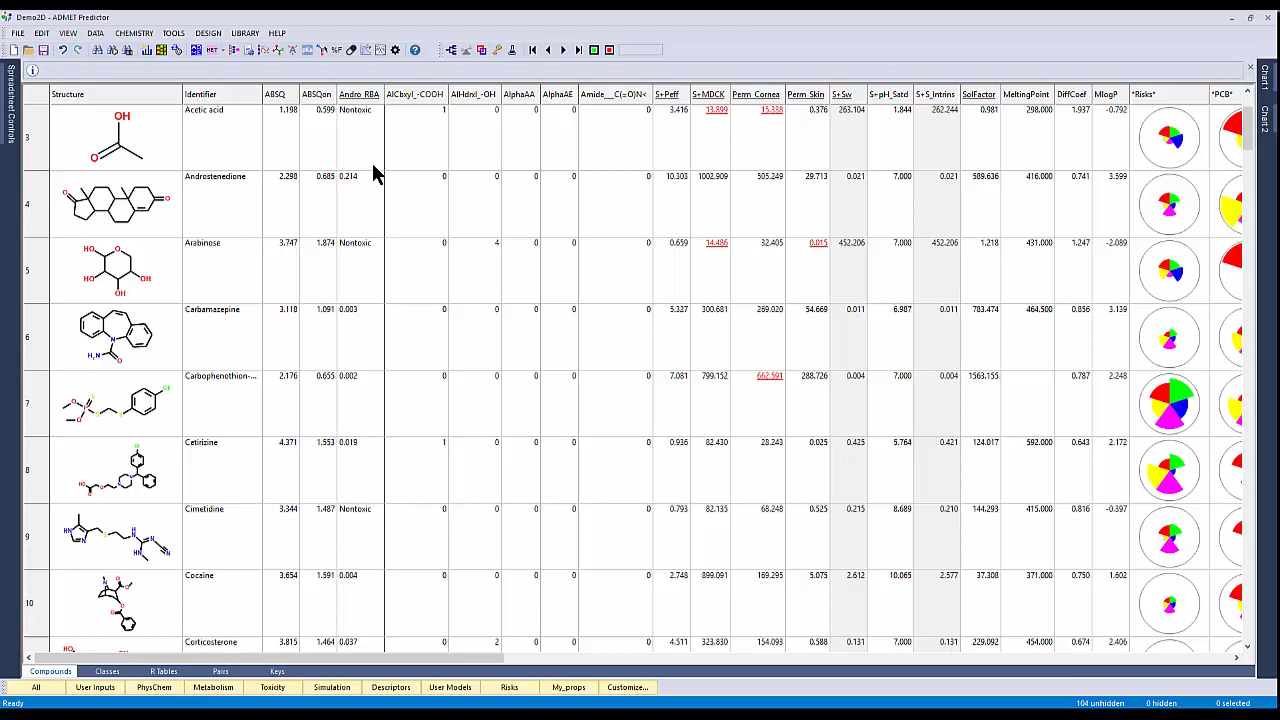 Demo2D - ADMET Predictor
FILE EDIT VIEW DATA CHEMISTRY TOOLS LIBRARY HELP
Spreadsheet Controls
Chart 1
Chart 2
Structure Identifier ABSQ ABSQon Andro_RBA AlCbxyl_-COOH AlHdrxl_-OH AlphaAA AlphaAE Amide___C(=O)N< S+Peff S+MDCK Perm_Cornea Perm_Skin S+Sw S+pH_Satd S+S_Intrins SolFactor MeltingPoint DiffCoef MlogP *Risks* *PCB*
3 Acetic acid 1.198 0.599 Nontoxic 1 0 0 0 0 3.416 13.899 15.338 0.376 263.104 1.844 262.244 0.981 298.000 1.937 -0.792
4 Androstenedione 2.298 0.685 0.214 0 0 0 0 0 10.303 1002.909 505.249 29.713 0.021 7.000 0.021 589.636 416.000 0.741 3.599
5 Arabinose 3.747 1.874 Nontoxic 0 4 0 0 0 0.659 14.486 32.405 0.015 452.206 7.000 452.206 1.218 431.000 1.247 -2.089
6 Carbamazepine 3.118 1.091 0.003 0 0 0 0 0 5.327 300.681 269.020 54.669 0.011 6.987 0.011 783.474 464.500 0.856 3.139
7 Carbophenothion-... 2.176 0.655 0.002 0 0 0 0 0 7.081 799.152 662.591 288.726 0.004 7.000 0.004 1563.155 0.787 2.248
8 Cetirizine 4.371 1.553 0.019 1 0 0 0 0 0.936 82.430 28.243 0.025 0.425 5.764 0.421 124.017 592.000 0.643 2.172
9 Cimetidine 3.344 1.487 Nontoxic 0 0 0 0 0 0.793 82.135 68.248 0.525 0.215 8.689 0.210 144.293 415.000 0.816 -0.397
10 Cocaine 3.654 1.591 0.004 0 0 0 0 0 2.748 899.091 169.295 5.075 2.612 10.065 2.577 37.308 371.000 0.750 1.602
Corticosterone 3.815 1.464 0.037 0 2 0 0 0 4.511 323.830 154.093 0.588 0.131 7.000 0.131 229.092 454.000 0.674 2.406
Compounds Classes R Tables Pairs Keys
All User Inputs PhysChem Metabolism Toxicity Simulation Descriptors User Models Risks My_props Customize...
Ready 104 unhidden 0 hidden 0 selected